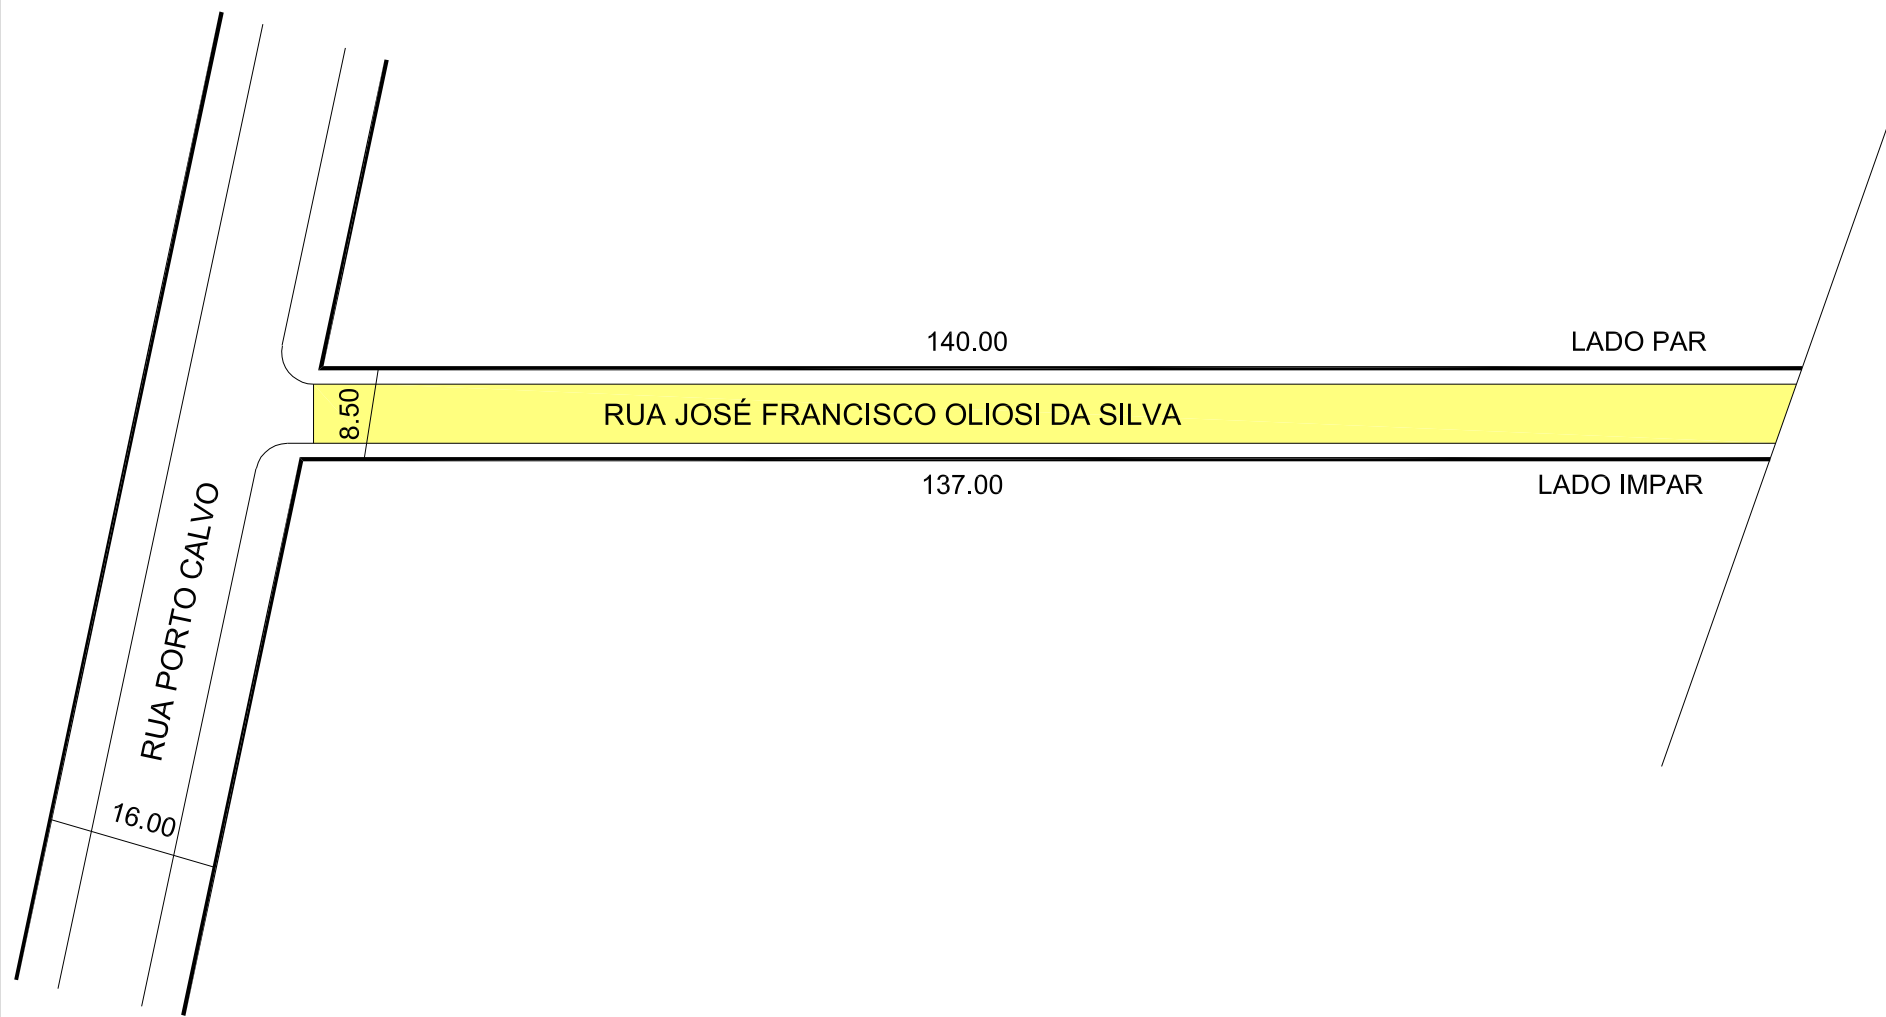 140.00
LADO PAR
8.50
RUA JOSÉ FRANCISCO OLIOSI DA SILVA
137.00
LADO IMPAR
RUA PORTO CALVO
16.00